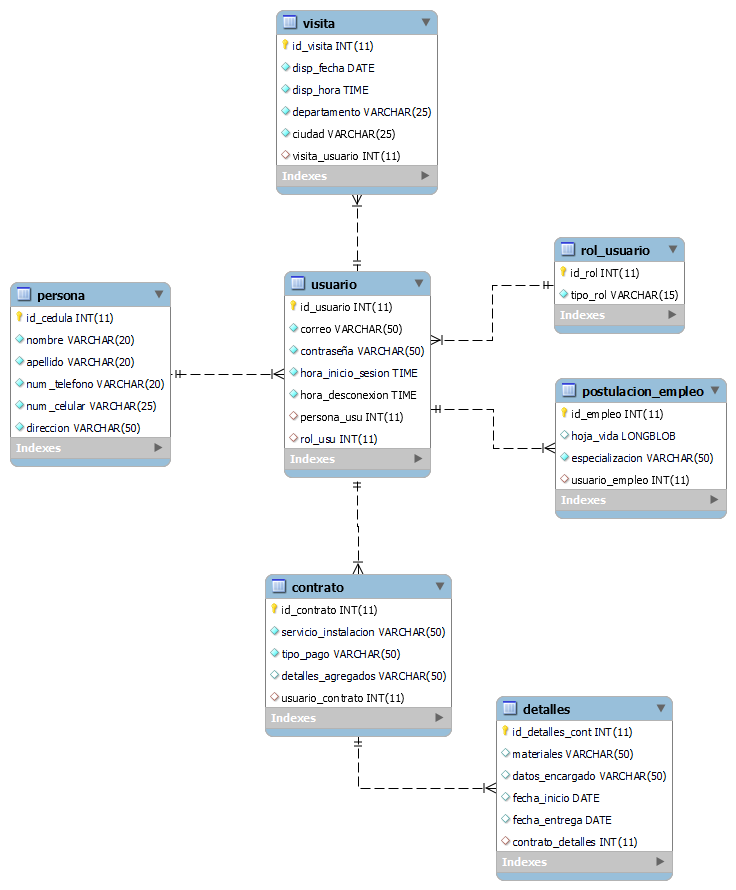 visita
id_visita INT(11)
disp_fecha DATE
disp_hora TIME
departamento VARCHAR(25)
ciudad VARCHAR(25)
visita_usuario INT(11)
Indexes
rol_usuario
id_rol INT(11)
tipo_rol VARCHAR(15)
Indexes
persona
id_cedula INT(11)
nombre VARCHAR(20)
apellido VARCHAR(20)
num_telefono VARCHAR(20)
num_celular VARCHAR(25)
direccion VARCHAR(50)
Indexes
usuario
id_usuario INT(11)
correo VARCHAR(50)
contraseña VARCHAR(50)
hora_inicio_sesion TIME
hora_desconexion TIME
persona_usu INT(11)
rol_usu INT(11)
Indexes
postulacion_empleo
id_empleo INT(11)
hoja_vida LONGBLOB
especializacion VARCHAR(50)
usuario_empleo INT(11)
Indexes
contrato
id_contrato INT(11)
servicio_instalacion VARCHAR(50)
tipo_pago VARCHAR(50)
detalles_agregados VARCHAR(50)
usuario_contrato INT(11)
Indexes
detalles
id_detalles_cont INT(11)
materiales VARCHAR(50)
datos_encargado VARCHAR(50)
fecha_inicio DATE
fecha_entrega DATE
contrato_detalles INT(11)
Indexes